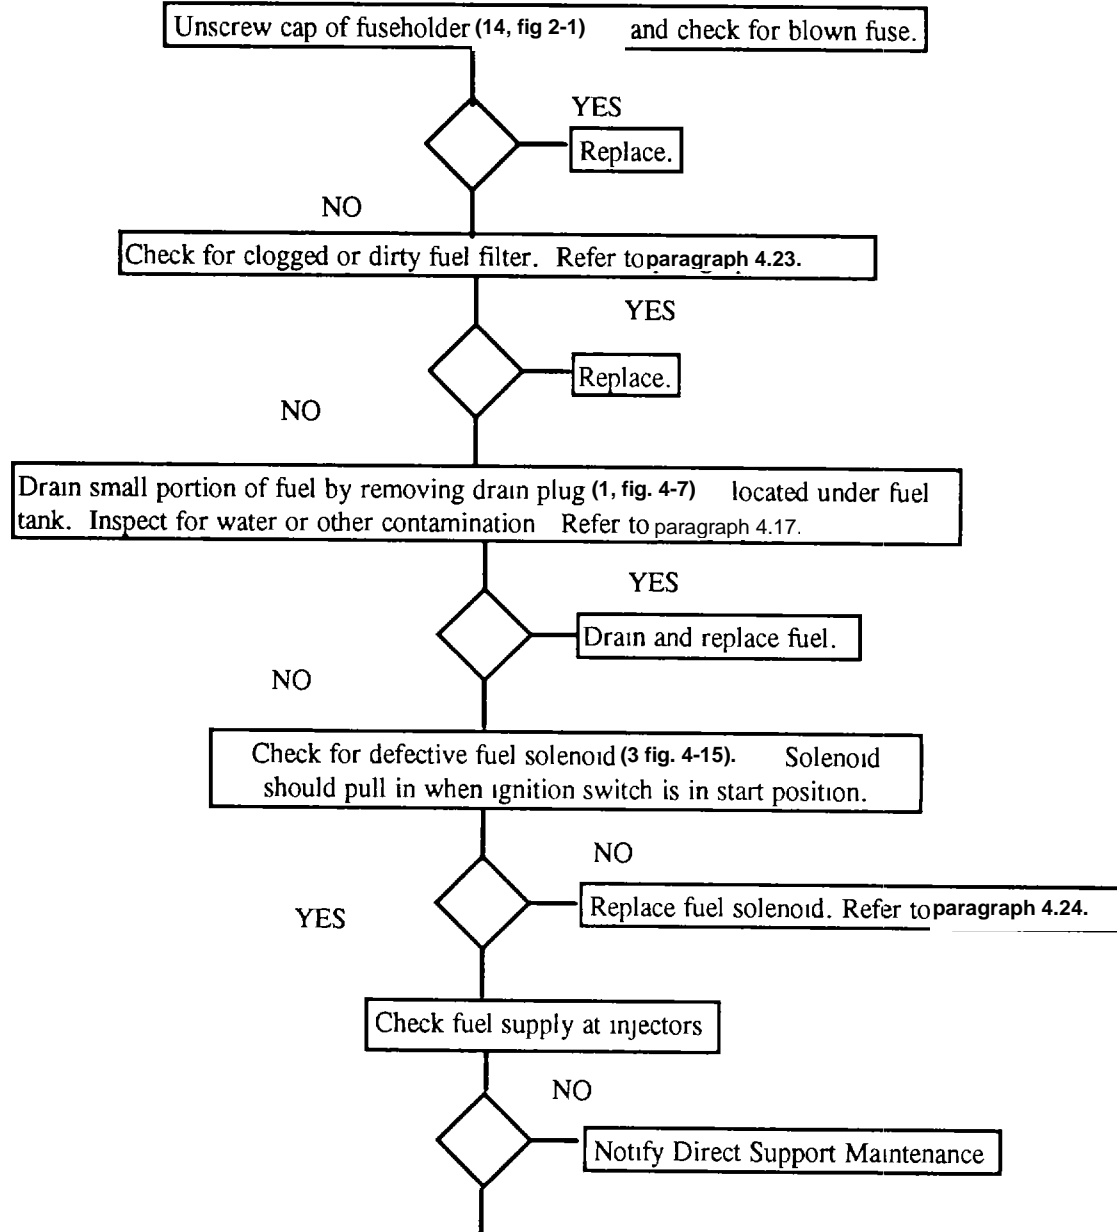 Unscrew cap of fuseholder (14, fig 2-1) and check for blown fuse.
YES
Replace.
NO
Check for clogged or dirty fuel filter. Refer to paragraph 4.23.
YES
Replace.
NO
Drain small portion of fuel by removing drain plug (1, fig. 4-7) located under fuel
tank. Inspect for water or other contamination Refer to paragraph 4.17.
YES
Drain and replace fuel.
NO
Check for defective fuel solenoid (3 fig. 4-15). Solenoid
should pull in when ignition switch is in start position.
NO
Replace fuel solenoid. Refer to paragraph 4.24.
YES
Check fuel supply at injectors
NO
Notify Direct Support Maintenance